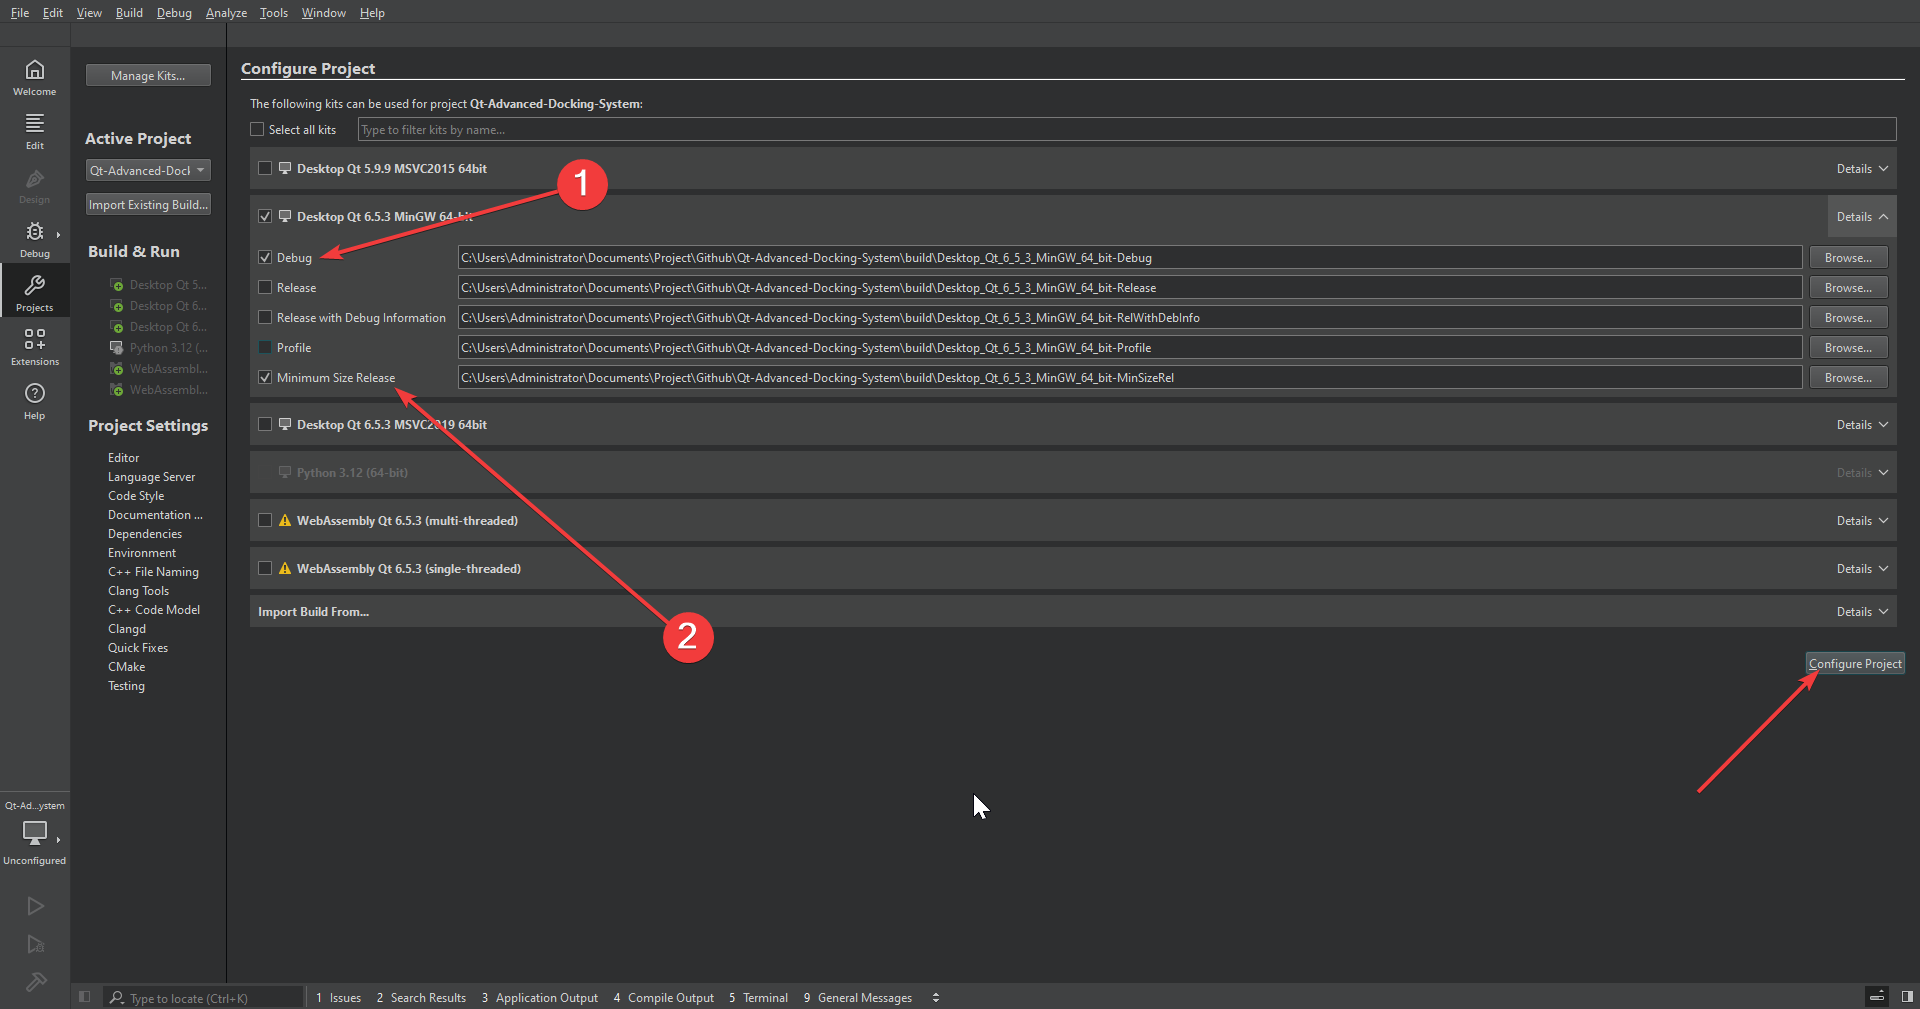 File Edit View Build Debug Analyze Tools Window Help
Welcome
Edit
Design
Debug
Projects
Extensions
Help
Qt-Ad...ystem
Unconfigured
Manage Kits...
Active Project
Qt-Advanced-Dock
Import Existing Build...
Build & Run
Desktop Qt 5...
Desktop Qt 6...
Desktop Qt 6...
Python 3.12 (...
WebAssembl...
WebAssembl...
Project Settings
Editor
Language Server
Code Style
Documentation ...
Dependencies
Environment
C++ File Naming
Clang Tools
C++ Code Model
Clangd
Quick Fixes
CMake
Testing
Configure Project
The following kits can be used for project Qt-Advanced-Docking-System:
Select all kits Type to filter kits by name...
Desktop Qt 5.9.9 MSVC2015 64bit Details
1
Desktop Qt 6.5.3 MinGW 64-bit Details
Debug C:\Users\Administrator\Documents\Project\Github\Qt-Advanced-Docking-System\build\Desktop_Qt_6_5_3_MinGW_64_bit-Debug Browse...
Release C:\Users\Administrator\Documents\Project\Github\Qt-Advanced-Docking-System\build\Desktop_Qt_6_5_3_MinGW_64_bit-Release Browse...
Release with Debug Information C:\Users\Administrator\Documents\Project\Github\Qt-Advanced-Docking-System\build\Desktop_Qt_6_5_3_MinGW_64_bit-RelWithDebInfo Browse...
Profile C:\Users\Administrator\Documents\Project\Github\Qt-Advanced-Docking-System\build\Desktop_Qt_6_5_3_MinGW_64_bit-Profile Browse...
Minimum Size Release C:\Users\Administrator\Documents\Project\Github\Qt-Advanced-Docking-System\build\Desktop_Qt_6_5_3_MinGW_64_bit-MinSizeRel Browse...
Desktop Qt 6.5.3 MSVC2019 64bit Details
Python 3.12 (64-bit) Details
WebAssembly Qt 6.5.3 (multi-threaded) Details
WebAssembly Qt 6.5.3 (single-threaded) Details
Import Build From... Details
2
Configure Project
Type to locate (Ctrl+K) 1 Issues 2 Search Results 3 Application Output 4 Compile Output 5 Terminal 9 General Messages